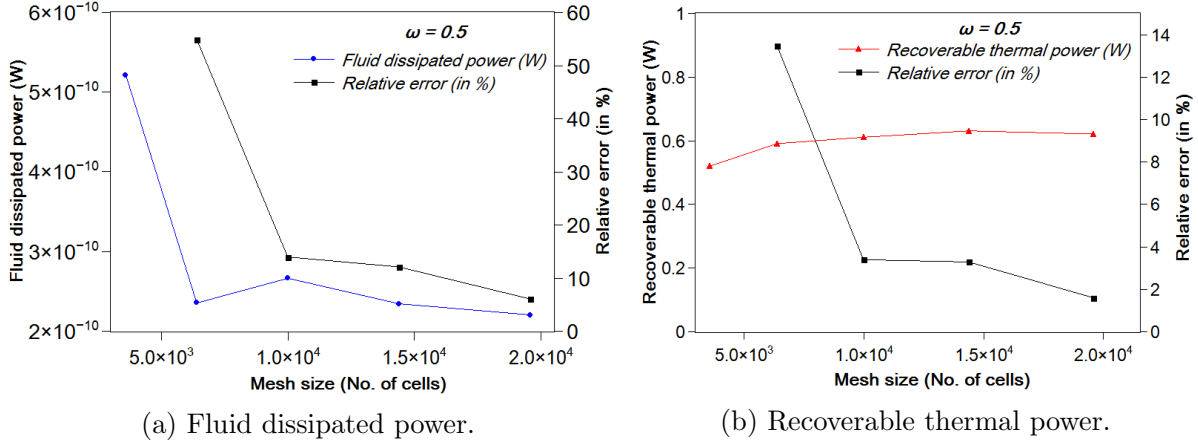 6×10⁻¹⁰
5×10⁻¹⁰
4×10⁻¹⁰
3×10⁻¹⁰
2×10⁻¹⁰
Fluid dissipated power (W)
ω = 0.5
Fluid dissipated power (W)
Relative error (in %)
60
50
40
30
20
10
0
Relative error (in %)
5.0×10³
1.0×10⁴
1.5×10⁴
2.0×10⁴
Mesh size (No. of cells)
(a) Fluid dissipated power.
1
0.8
0.6
0.4
0.2
0
Recoverable thermal power (W)
ω = 0.5
Recoverable thermal power (W)
Relative error (in %)
14
12
10
8
6
4
2
0
Relative error (in %)
5.0×10³
1.0×10⁴
1.5×10⁴
2.0×10⁴
Mesh size (No. of cells)
(b) Recoverable thermal power.